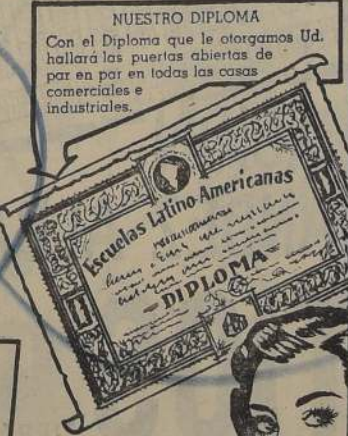 NUESTRO DIPLOMA
Con el Diploma que le otorgamos Ud.
hallará las puertas abiertas de
par en par en todas las casas
comerciales e
industriales.
Escuelas Latino-Americanas
DIPLOMA